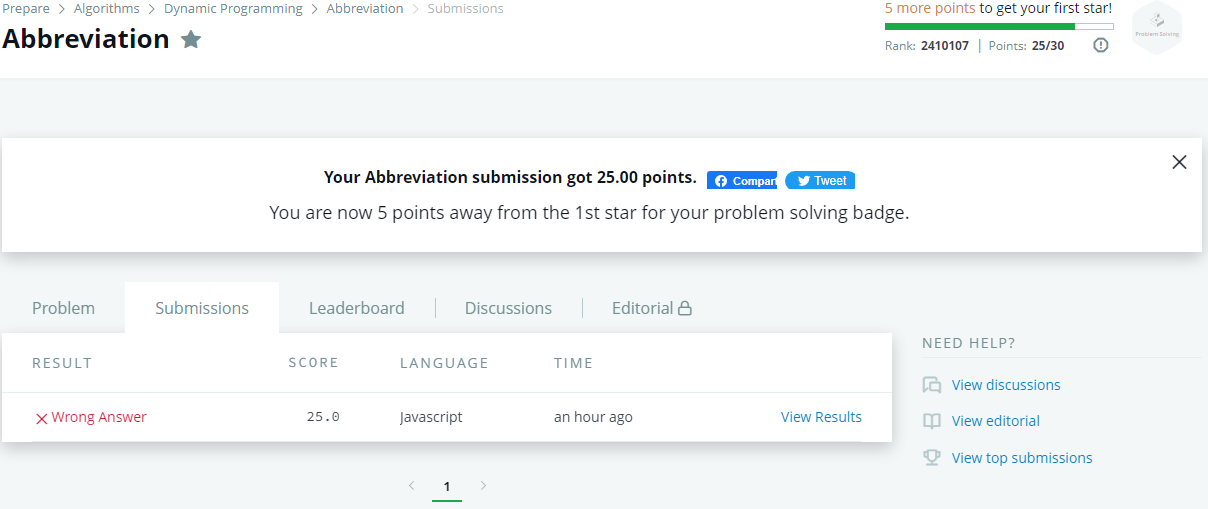 Prepare > Algorithms > Dynamic Programming > Abbreviation > Submissions
Abbreviation
5 more points to get your first star!
Rank: 2410107 | Points: 25/30
Problem Solving
Your Abbreviation submission got 25.00 points.
Compart
Tweet
You are now 5 points away from the 1st star for your problem solving badge.
Problem
Submissions
Leaderboard
Discussions
Editorial
RESULT SCORE LANGUAGE TIME
Wrong Answer 25.0 Javascript an hour ago View Results
1
NEED HELP?
View discussions
View editorial
View top submissions